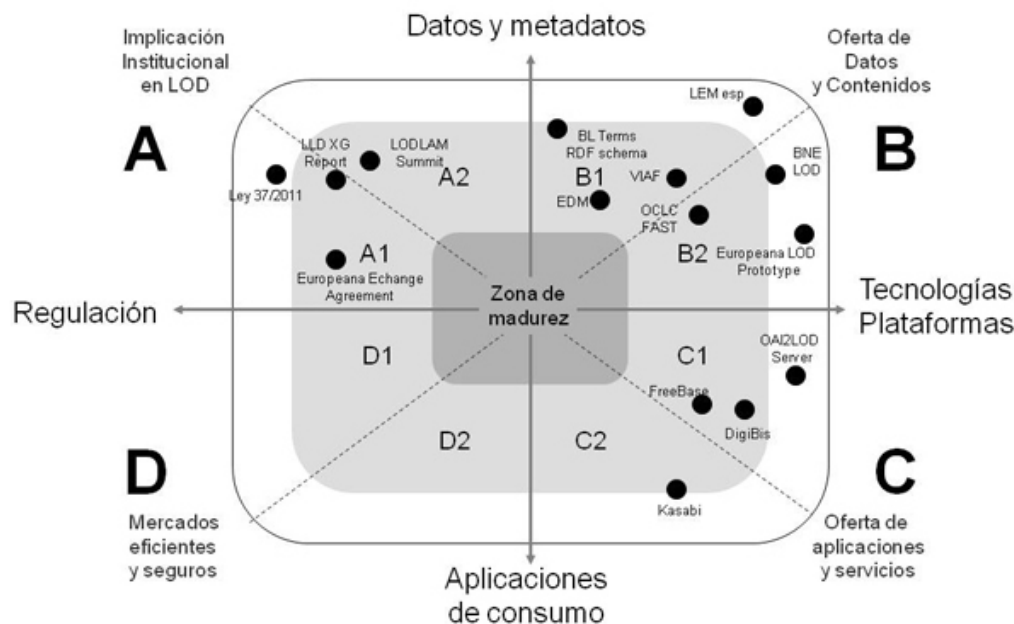 Datos y metadatos
Implicación
Institucional
en LOD
Oferta de
Datos
y Contenidos
A
B
LEM esp
LLD XG
Report
LODLAM
Summit
BL Terms
RDF schema
BNE
LOD
Ley 37/2011
A2
B1
VIAF
EDM
OCLC
FAST
A1
B2
Europeana Echange
Agreement
Europeana LOD
Prototype
Regulación
Zona de
madurez
Tecnologías
Plataformas
D1
C1
OAI2LOD
Server
FreeBase
DigiBis
D2
C2
D
C
Kasabi
Mercados
eficientes
y seguros
Oferta de
aplicaciones
y servicios
Aplicaciones
de consumo